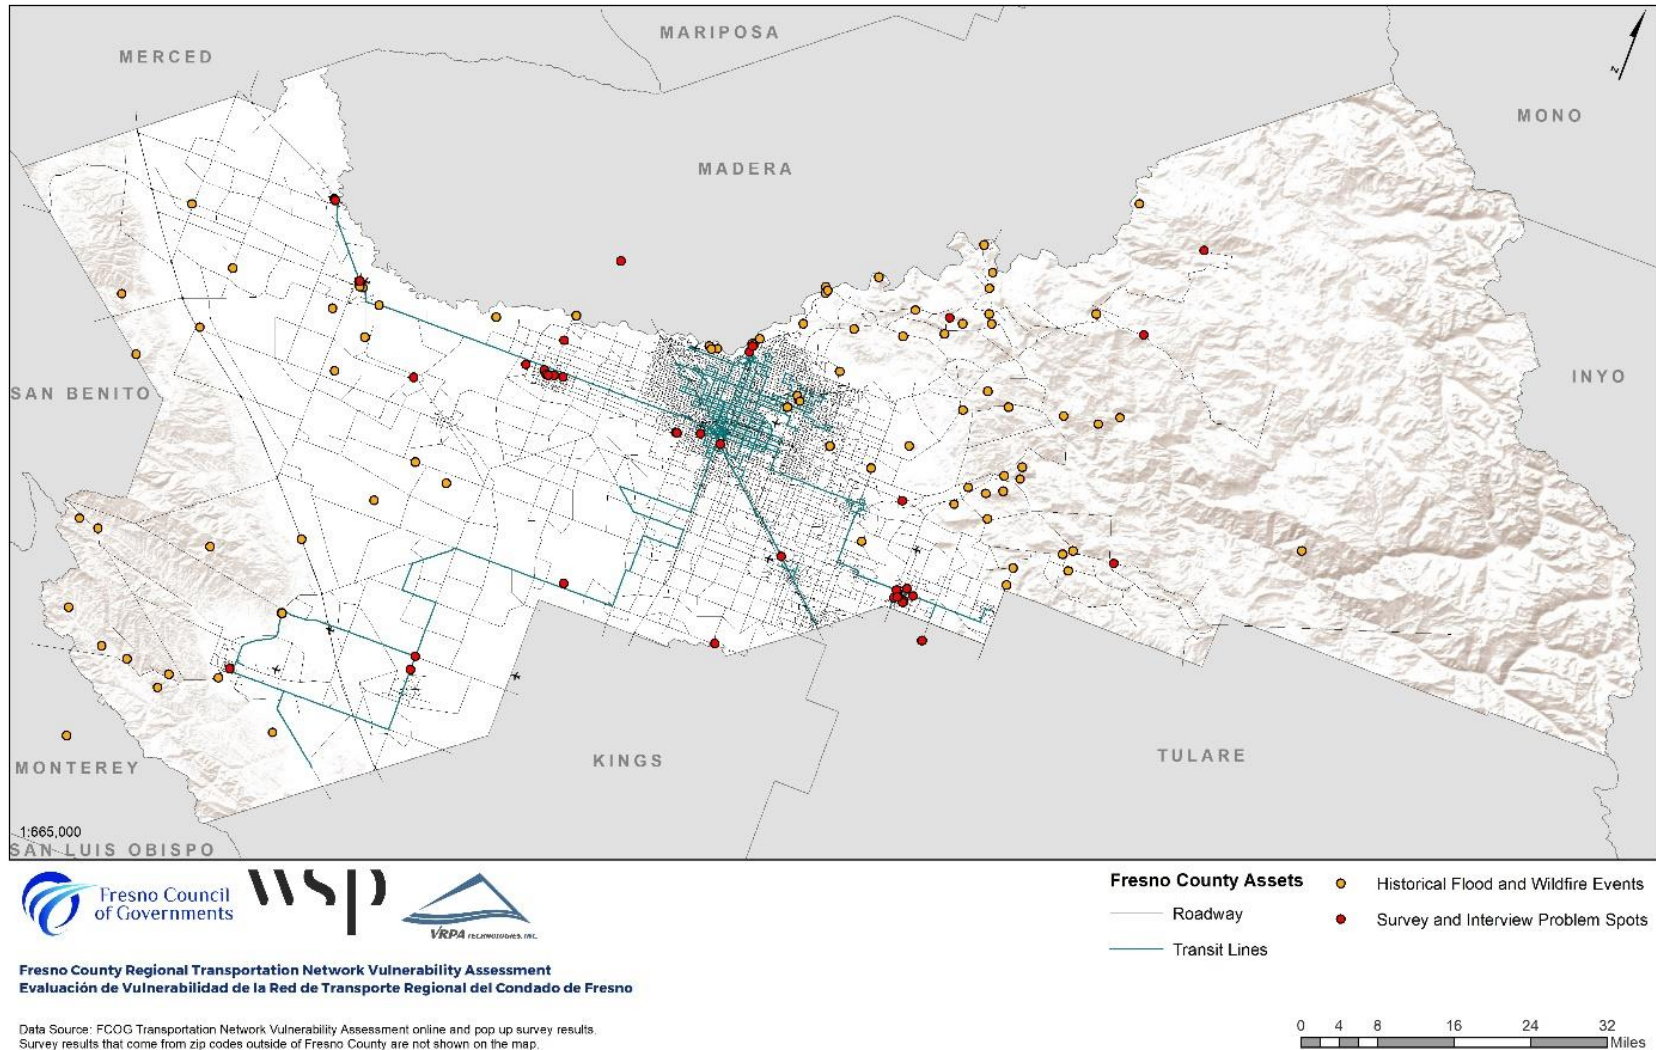 MARIPOSA
MERCED
MONO
MADERA
INYO
SAN BENITO
TULARE
KINGS
MONTEREY
1:665,000
SAN LUIS OBISPO
Z
Fresno Council
of Governments
wsp
VRPA TECHNOLOGIES, INC.
Fresno County Regional Transportation Network Vulnerability Assessment
Evaluación de Vulnerabilidad de la Red de Transporte Regional del Condado de Fresno
Data Source: FCOG Transportation Network Vulnerability Assessment online and pop up survey results.
Survey results that come from zip codes outside of Fresno County are not shown on the map.
Fresno County Assets
Roadway
Transit Lines
Historical Flood and Wildfire Events
Survey and Interview Problem Spots
0 4 8 16 24 32
Miles